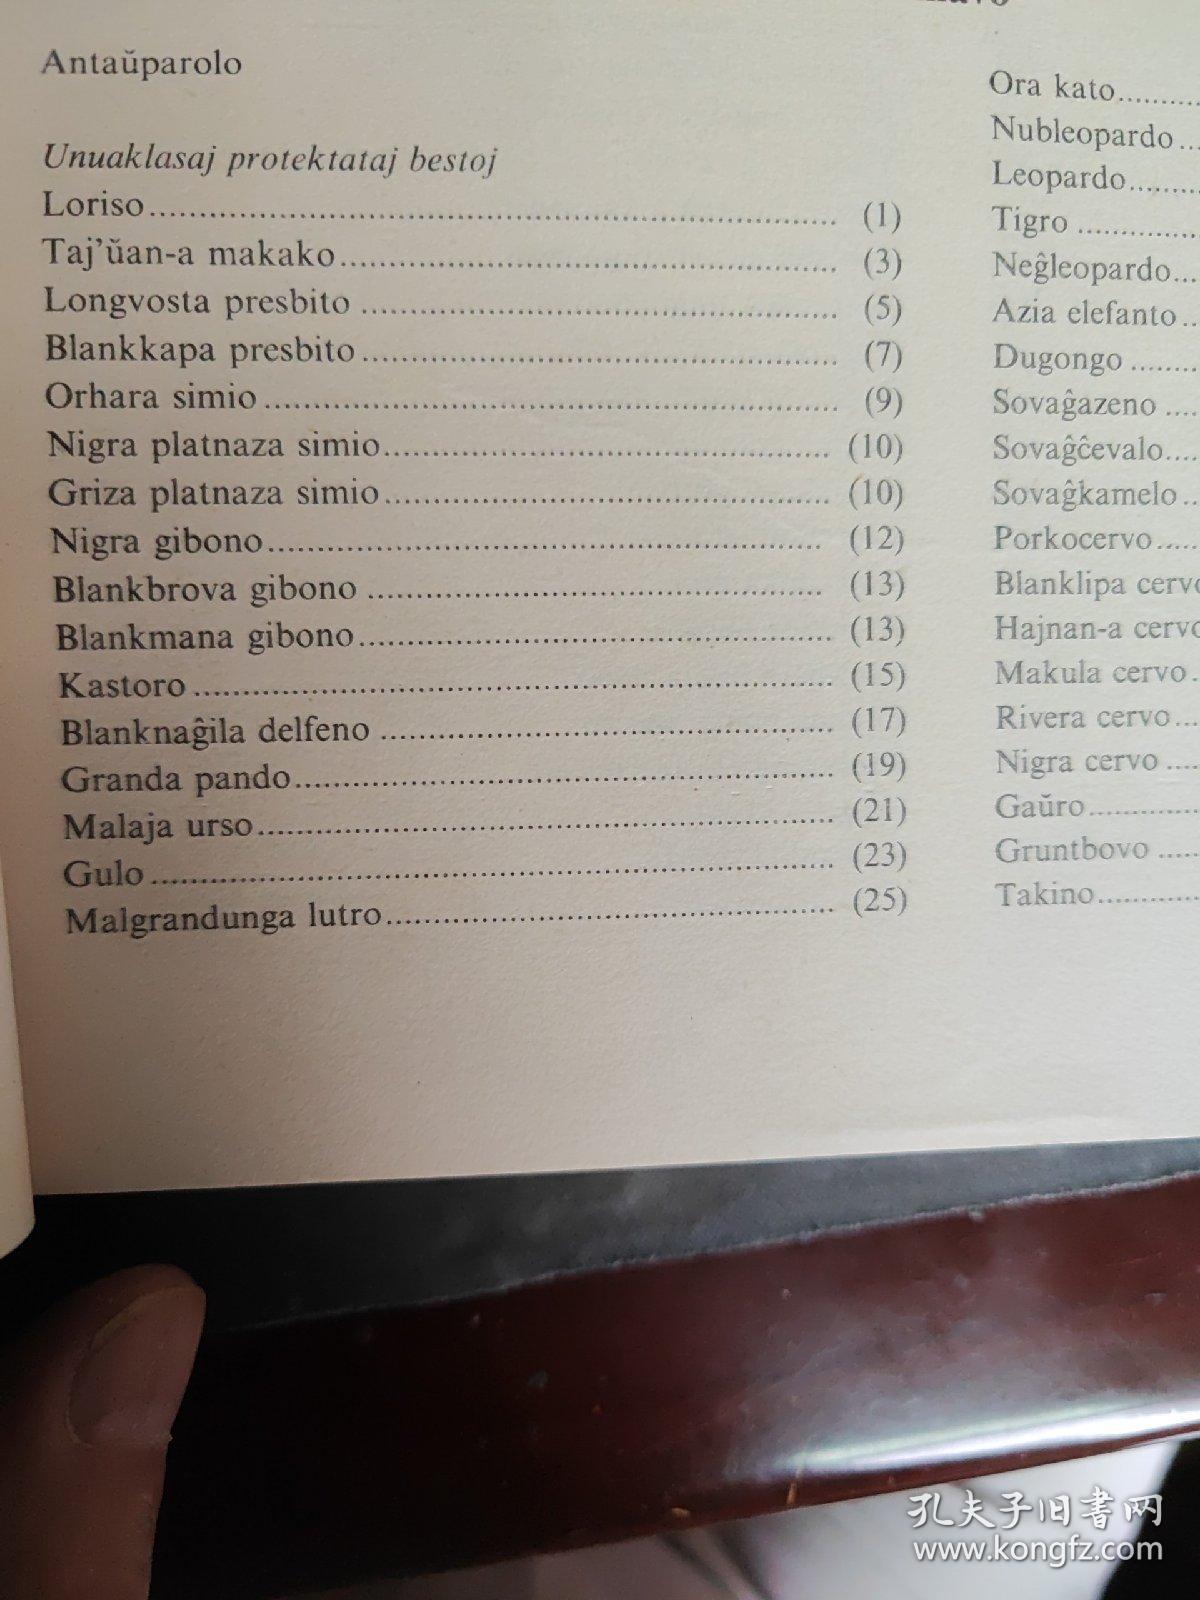 Antaŭparolo
Unuaklasaj protektataj bestoj
Loriso (1)
Taj'ŭan-a makako (3)
Longvosta presbito (5)
Blankkapa presbito (7)
Orhara simio (9)
Nigra platnaza simio (10)
Griza platnaza simio (10)
Nigra gibono (12)
Blankbrova gibono (13)
Blankmana gibono (13)
Kastoro (15)
Blanknaĝila delfeno (17)
Granda pando (19)
Malaja urso (21)
Gulo (23)
Malgrandunga lutro (25)
Ora kato
Nubleopardo
Leopardo
Tigro
Neĝleopardo
Azia elefanto
Dugongo
Sovaĝazeno
Sovaĝĉevalo
Sovaĝkamelo
Porkocervo
Blanklipa
Hajnan-a
Makula cervo
Rivera cervo
Nigra cervo
Gaŭro
Gruntbovo
Takino
孔夫子旧书网
www.kongfz.com